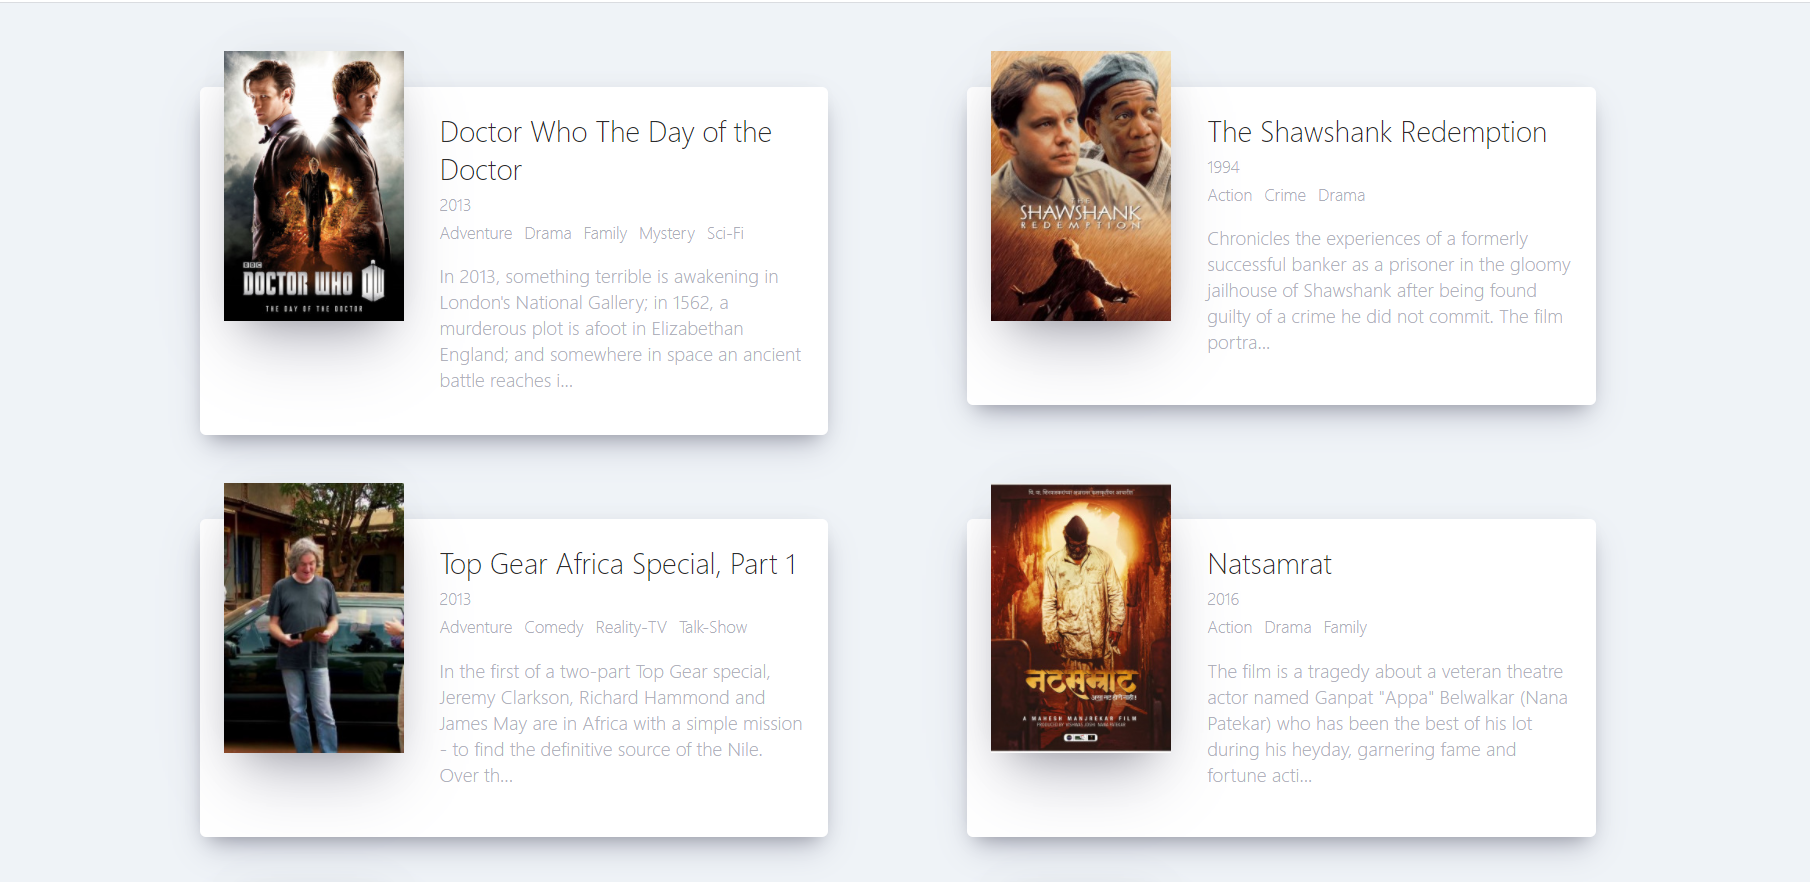 BBC
DOCTOR WHO DW
THE DAY OF THE DOCTOR
Doctor Who The Day of the
Doctor
2013
Adventure Drama Family Mystery Sci-Fi
In 2013, something terrible is awakening in
London's National Gallery; in 1562, a
murderous plot is afoot in Elizabethan
England; and somewhere in space an ancient
battle reaches i...
THE
SHAWSHANK
REDEMPTION
The Shawshank Redemption
1994
Action Crime Drama
Chronicles the experiences of a formerly
successful banker as a prisoner in the gloomy
jailhouse of Shawshank after being found
guilty of a crime he did not commit. The film
portra...
Top Gear Africa Special, Part 1
2013
Adventure Comedy Reality-TV Talk-Show
In the first of a two-part Top Gear special,
Jeremy Clarkson, Richard Hammond and
James May are in Africa with a simple mission
- to find the definitive source of the Nile.
Over th...
नटसम्राट
A MAHESH MANJREKAR FILM
Natsamrat
2016
Action Drama Family
The film is a tragedy about a veteran theatre
actor named Ganpat "Appa" Belwalkar (Nana
Patekar) who has been the best of his lot
during his heyday, garnering fame and
fortune acti...